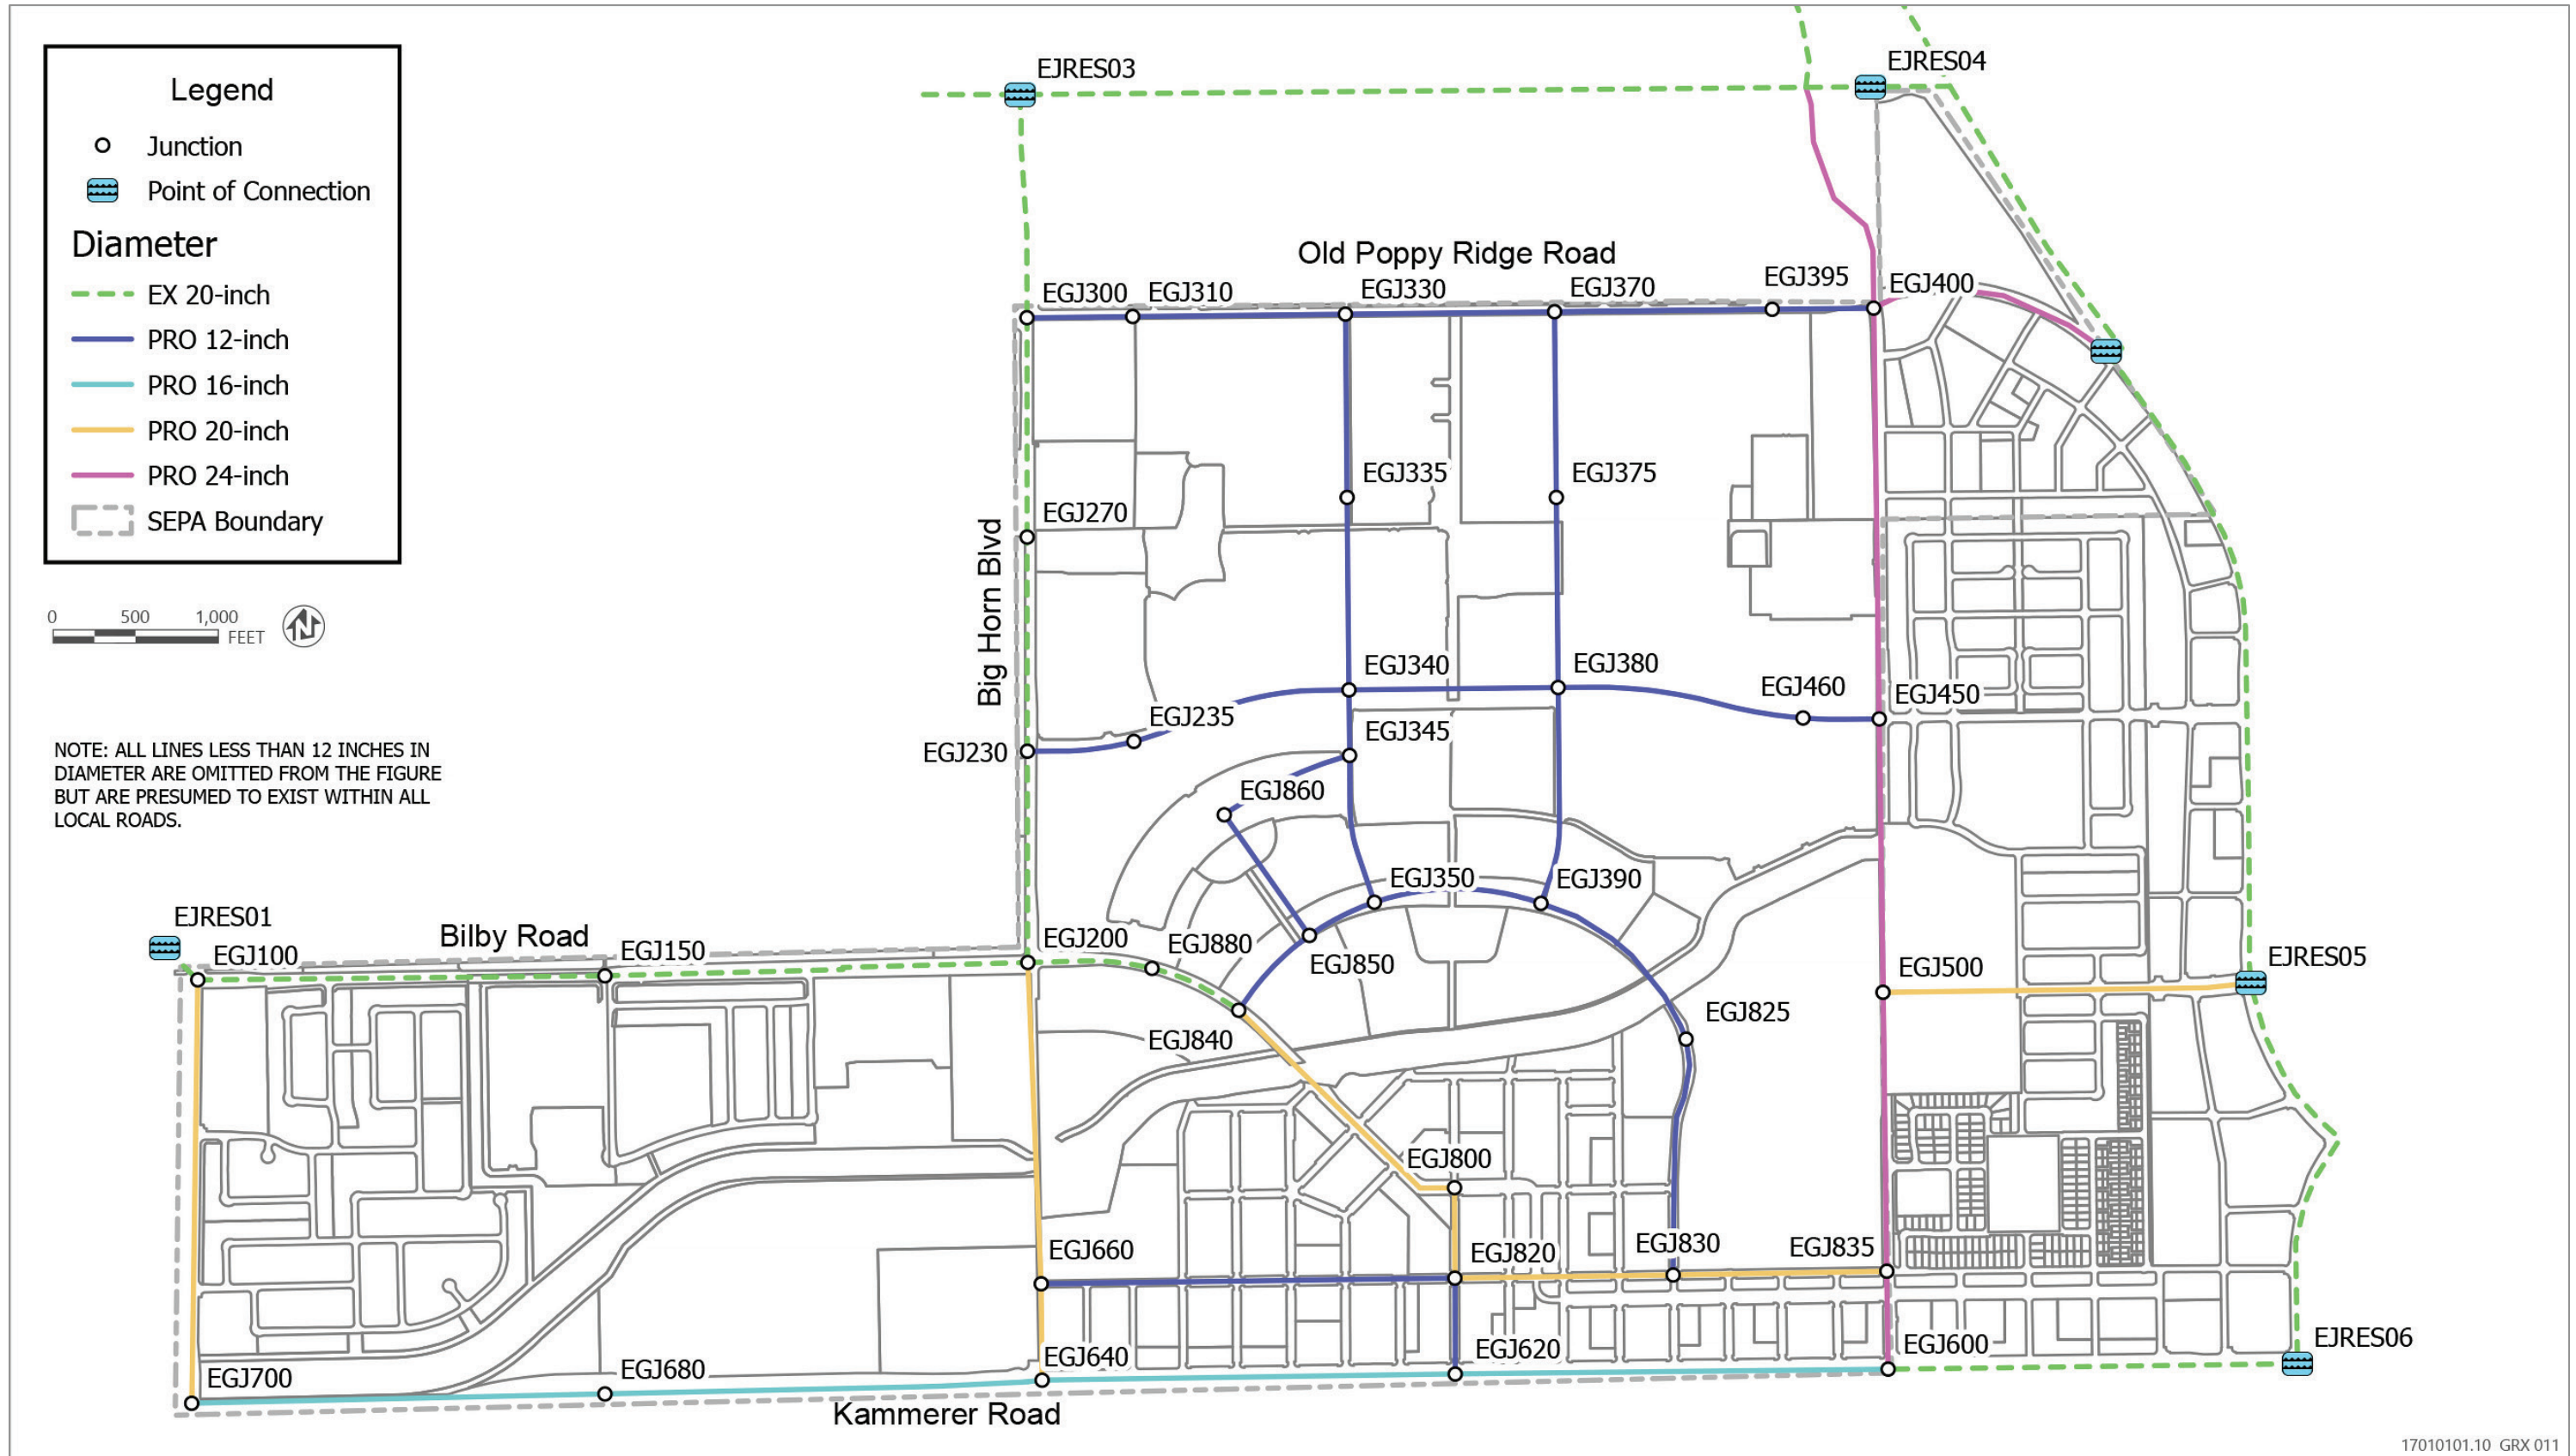 Legend
Junction
Point of Connection
Diameter
EX 20-inch
PRO 12-inch
PRO 16-inch
PRO 20-inch
PRO 24-inch
SEPA Boundary
0 500 1,000
FEET
N
NOTE: ALL LINES LESS THAN 12 INCHES IN
DIAMETER ARE OMITTED FROM THE FIGURE
BUT ARE PRESUMED TO EXIST WITHIN ALL
LOCAL ROADS.
EJRES03
EJRES04
Old Poppy Ridge Road
EGJ300
EGJ310
EGJ330
EGJ370
EGJ395
EGJ400
EGJ335
EGJ375
EGJ270
Big Horn Blvd
EGJ340
EGJ380
EGJ460
EGJ450
EGJ235
EGJ230
EGJ345
EGJ860
EGJ350
EGJ390
EJRES01
Bilby Road
EGJ100
EGJ150
EGJ200
EGJ880
EGJ850
EGJ500
EJRES05
EGJ840
EGJ825
EGJ800
EGJ660
EGJ820
EGJ830
EGJ835
EGJ700
EGJ680
EGJ640
EGJ620
EGJ600
EJRES06
Kammerer Road
17010101.10 GRX 011